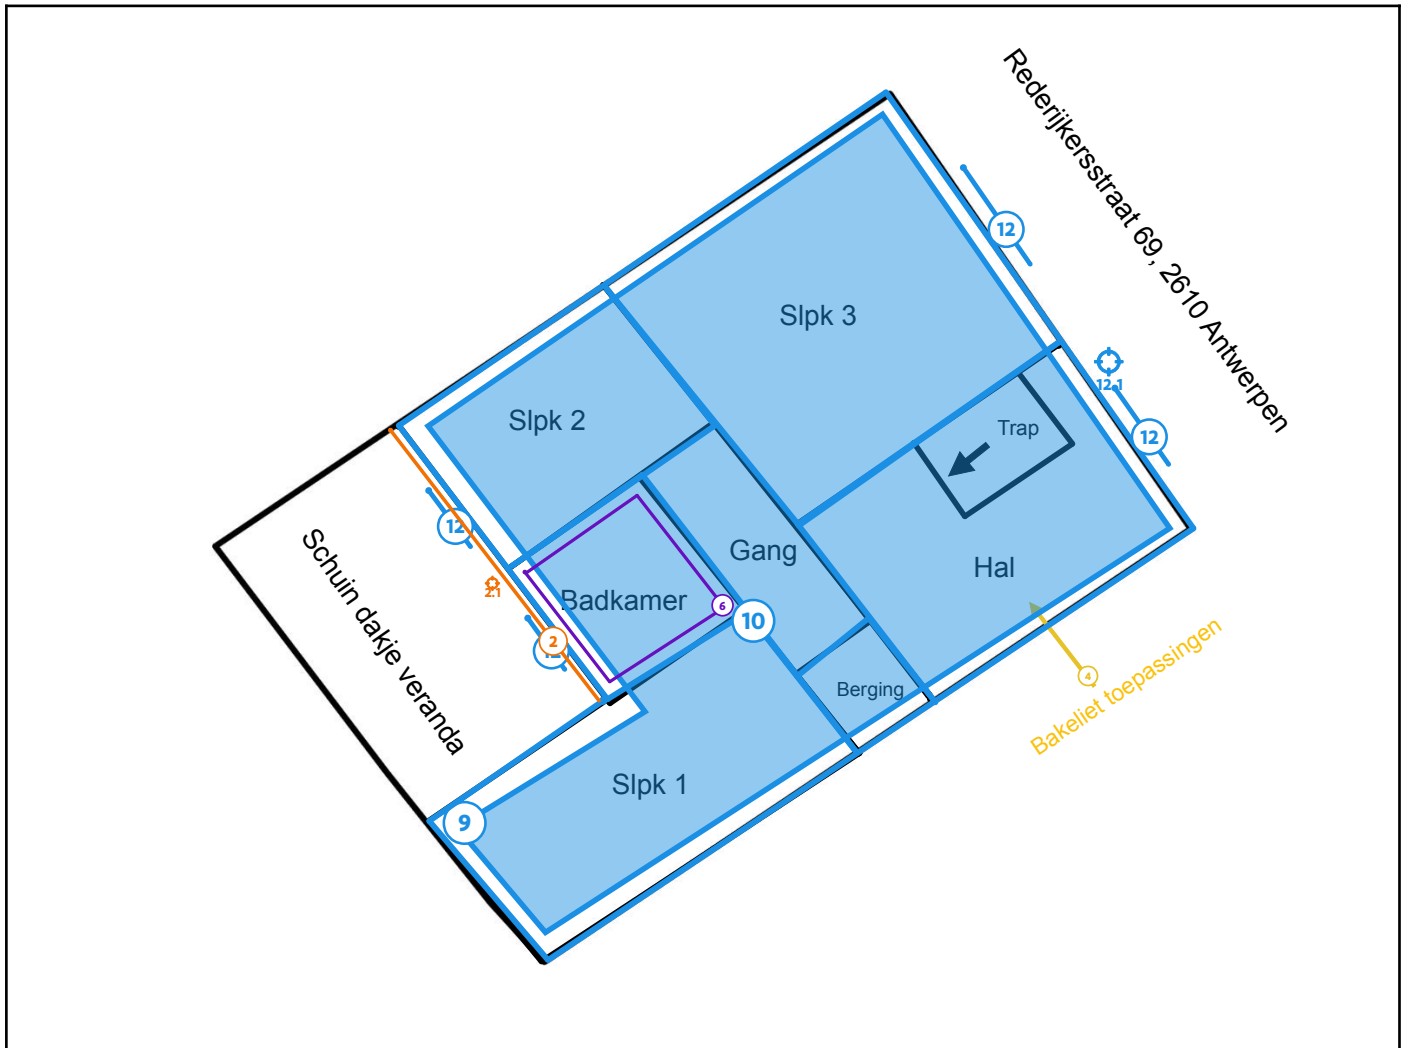 Rederijkersstraat 69, 2610 Antwerpen
12
Slpk 3
12.1
Slpk 2
Trap
12
12
Schuin dakje veranda
Gang
Hal
2.1
Badkamer
6
10
2
Bakeliet toepassingen
4
Berging
Slpk 1
9